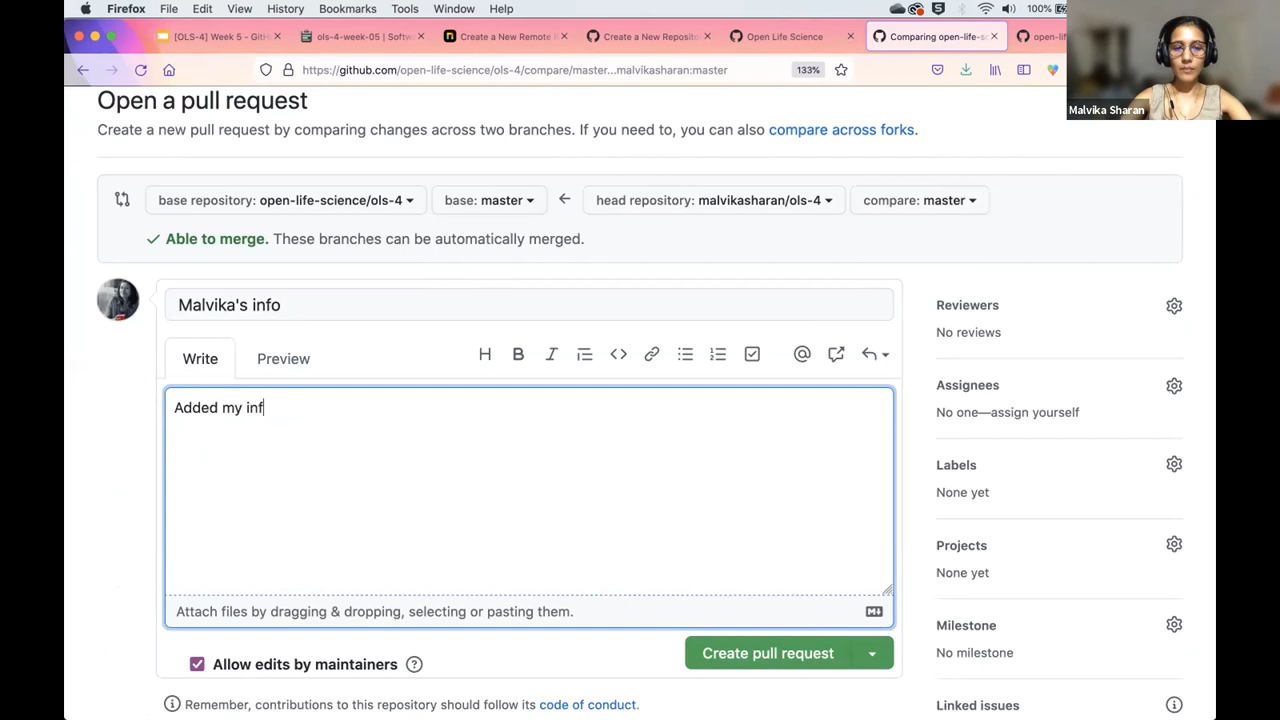 Firefox File Edit View History Bookmarks Tools Window Help 100%
[OLS-4] Week 5 - GitH
ols-4-week-05 | Softw
Create a New Remote R
Create a New Reposito
Open Life Science
Comparing open-life-s
open-life
https://github.com/open-life-science/ols-4/compare/master...malvikasharan:master 133%
Malvika Sharan
Open a pull request
Create a new pull request by comparing changes across two branches. If you need to, you can also compare across forks.
base repository: open-life-science/ols-4 base: master head repository: malvikasharan/ols-4 compare: master
Able to merge. These branches can be automatically merged.
Malvika's info
Write Preview
Added my inf
Attach files by dragging & dropping, selecting or pasting them.
Allow edits by maintainers
Create pull request
Remember, contributions to this repository should follow its code of conduct.
Reviewers
No reviews
Assignees
No one—assign yourself
Labels
None yet
Projects
None yet
Milestone
No milestone
Linked issues